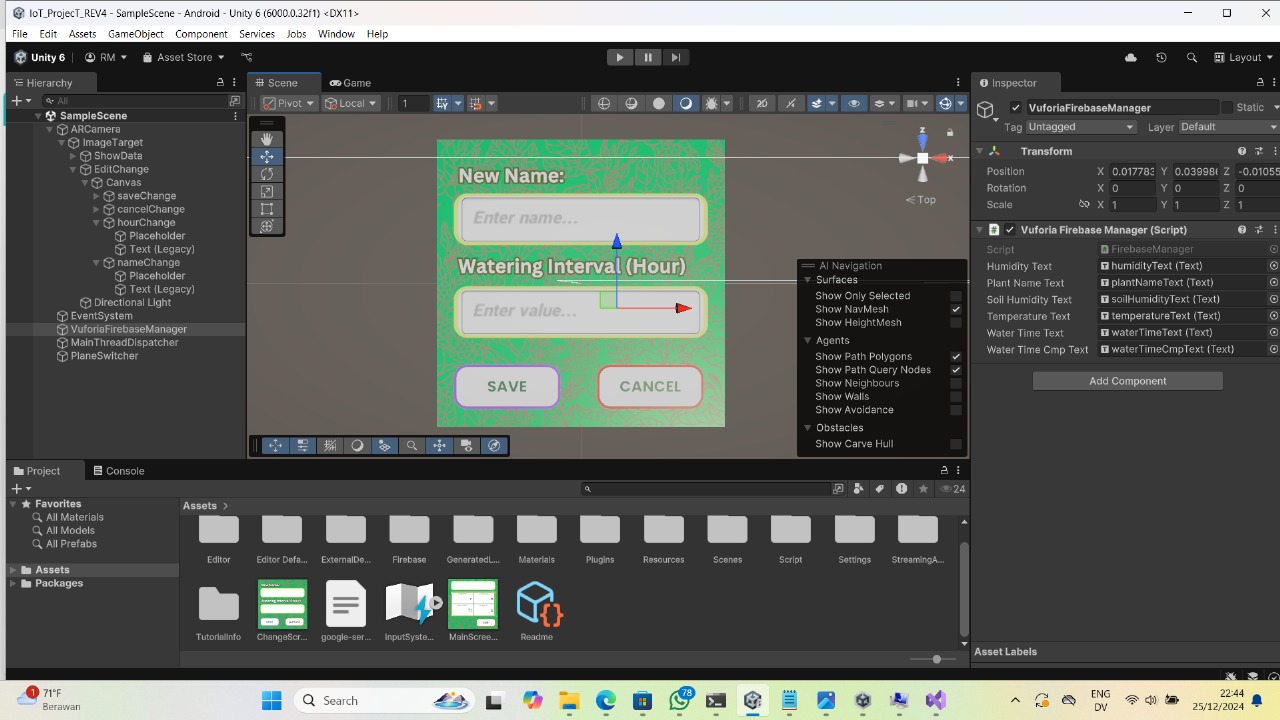 IoT_ProjecT_REV4 - SampleScene - Android - Unity 6 (6000.0.32f1) <DX11>
File Edit Assets GameObject Component Services Jobs Window Help
Unity 6 RM Asset Store Layout
Hierarchy
All
SampleScene
ARCamera
ImageTarget
ShowData
EditChange
Canvas
saveChange
cancelChange
hourChange
Placeholder
Text (Legacy)
nameChange
Placeholder
Text (Legacy)
Directional Light
EventSystem
VuforiaFirebaseManager
MainThreadDispatcher
PlaneSwitcher
Scene Game
Pivot Local 1 2D
New Name:
Enter name...
Watering Interval (Hour)
Enter value...
SAVE CANCEL
z
x
Top
AI Navigation
Surfaces
Show Only Selected
Show NavMesh
Show HeightMesh
Agents
Show Path Polygons
Show Path Query Nodes
Show Neighbours
Show Walls
Show Avoidance
Obstacles
Show Carve Hull
Inspector
VuforiaFirebaseManager Static
Tag Untagged Layer Default
Transform
Position X 0.017783 Y 0.039986 Z -0.01055
Rotation X 0 Y 0 Z 0
Scale X 1 Y 1 Z 1
Vuforia Firebase Manager (Script)
Script FirebaseManager
Humidity Text humidityText (Text)
Plant Name Text plantNameText (Text)
Soil Humidity Text soilHumidityText (Text)
Temperature Text temperatureText (Text)
Water Time Text waterTimeText (Text)
Water Time Cmp Text waterTimeCmpText (Text)
Add Component
Asset Labels
Project Console
24
Favorites
All Materials
All Models
All Prefabs
Assets
Packages
Assets
Editor Editor Defa... ExternalDe... Firebase GeneratedL... Materials Plugins Resources Scenes Script Settings StreamingA...
TutorialInfo ChangeScr... google-ser... InputSyste... MainScree... Readme
1 71°F
Berawan
Search
78
ENG
DV
22:44
25/12/2024